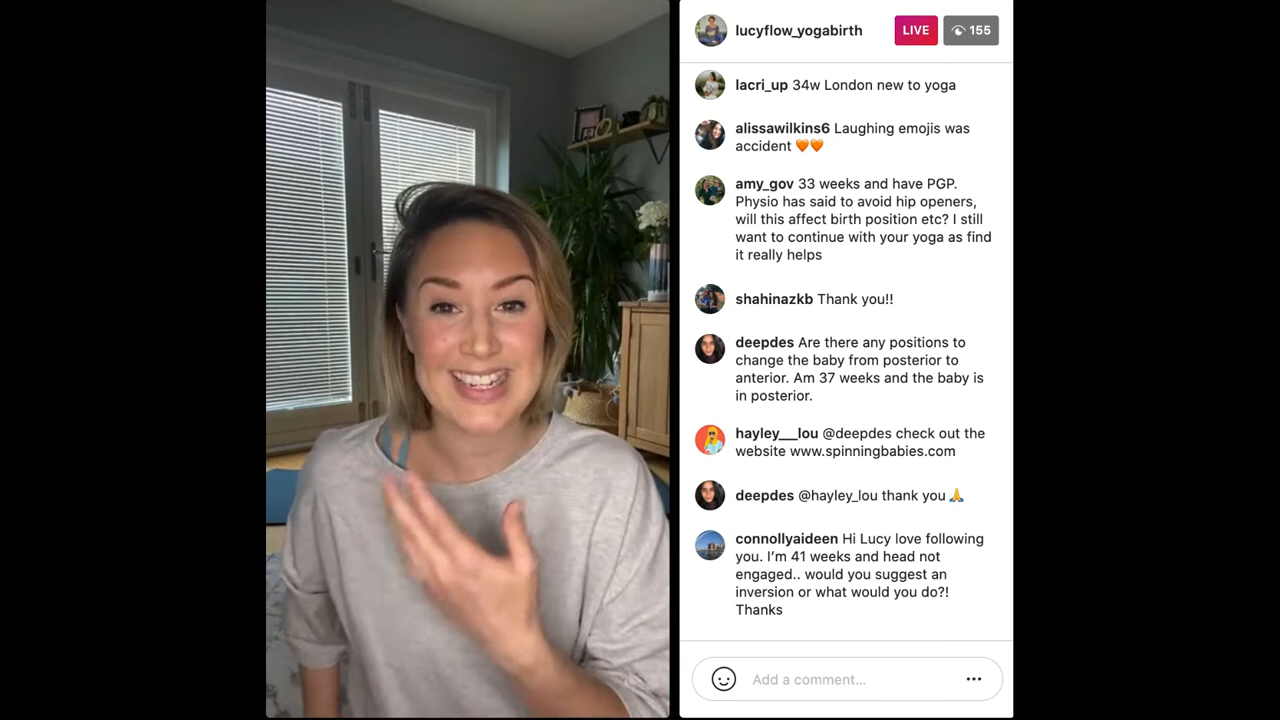 lucyflow_yogabirth LIVE 155
lacri_up 34w London new to yoga
alissawilkins6 Laughing emojis was
accident 🧡🧡
amy_gov 33 weeks and have PGP.
Physio has said to avoid hip openers,
will this affect birth position etc? I still
want to continue with your yoga as find
it really helps
shahinazkb Thank you!!
deepdes Are there any positions to
change the baby from posterior to
anterior. Am 37 weeks and the baby is
in posterior.
hayley___lou @deepdes check out the
website www.spinningbabies.com
deepdes @hayley_lou thank you 🙏
connollyaideen Hi Lucy love following
you. I’m 41 weeks and head not
engaged.. would you suggest an
inversion or what would you do?!
Thanks
Add a comment...